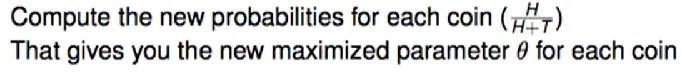 Compute the new probabilities for each coin (H/H+T)
That gives you the new maximized parameter θ for each coin